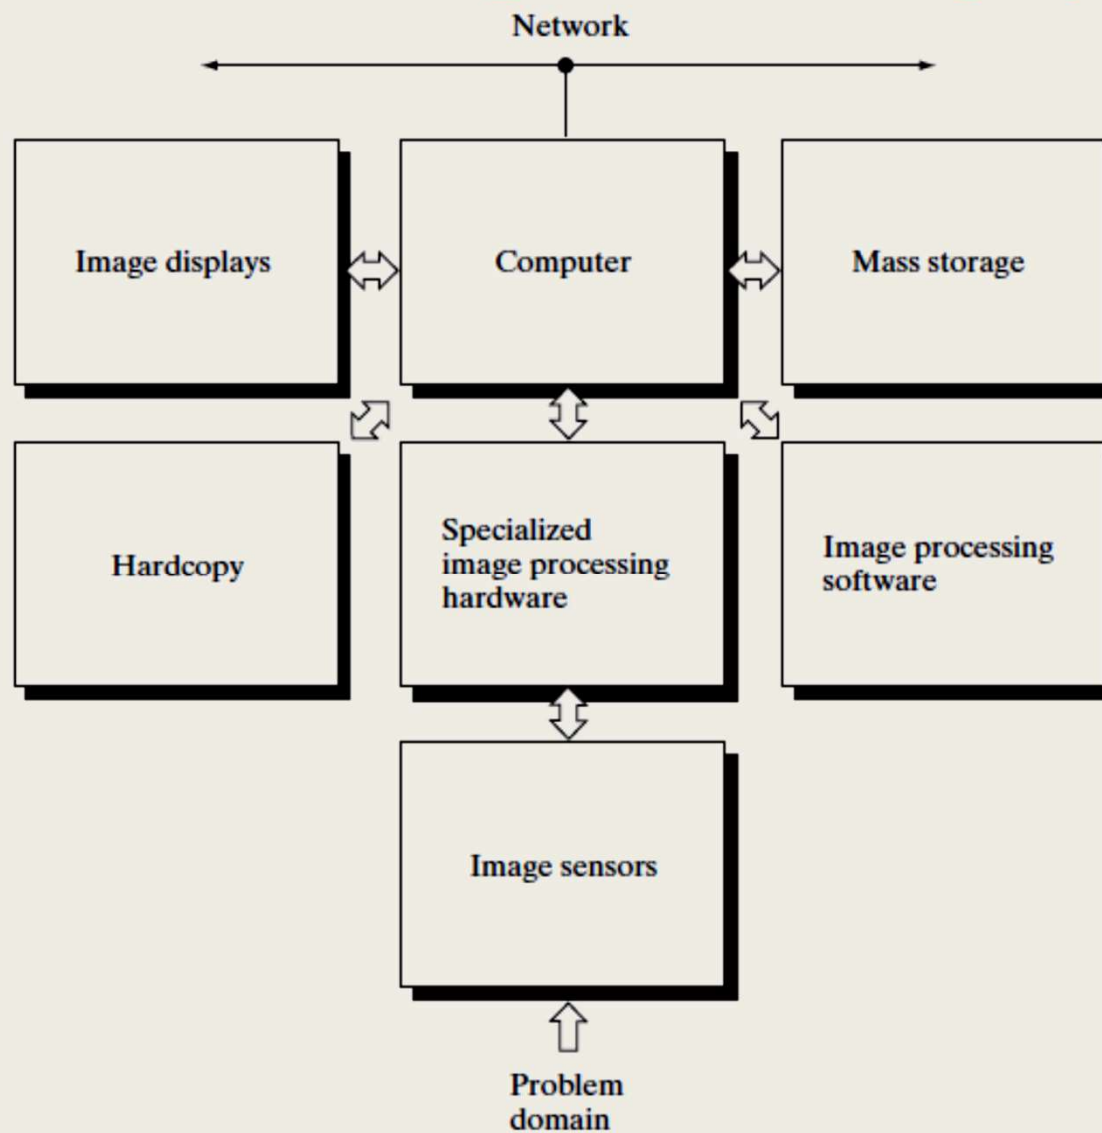 Network
Image displays
Computer
Mass storage
Hardcopy
Specialized
image processing
hardware
Image processing
software
Image sensors
Problem
domain